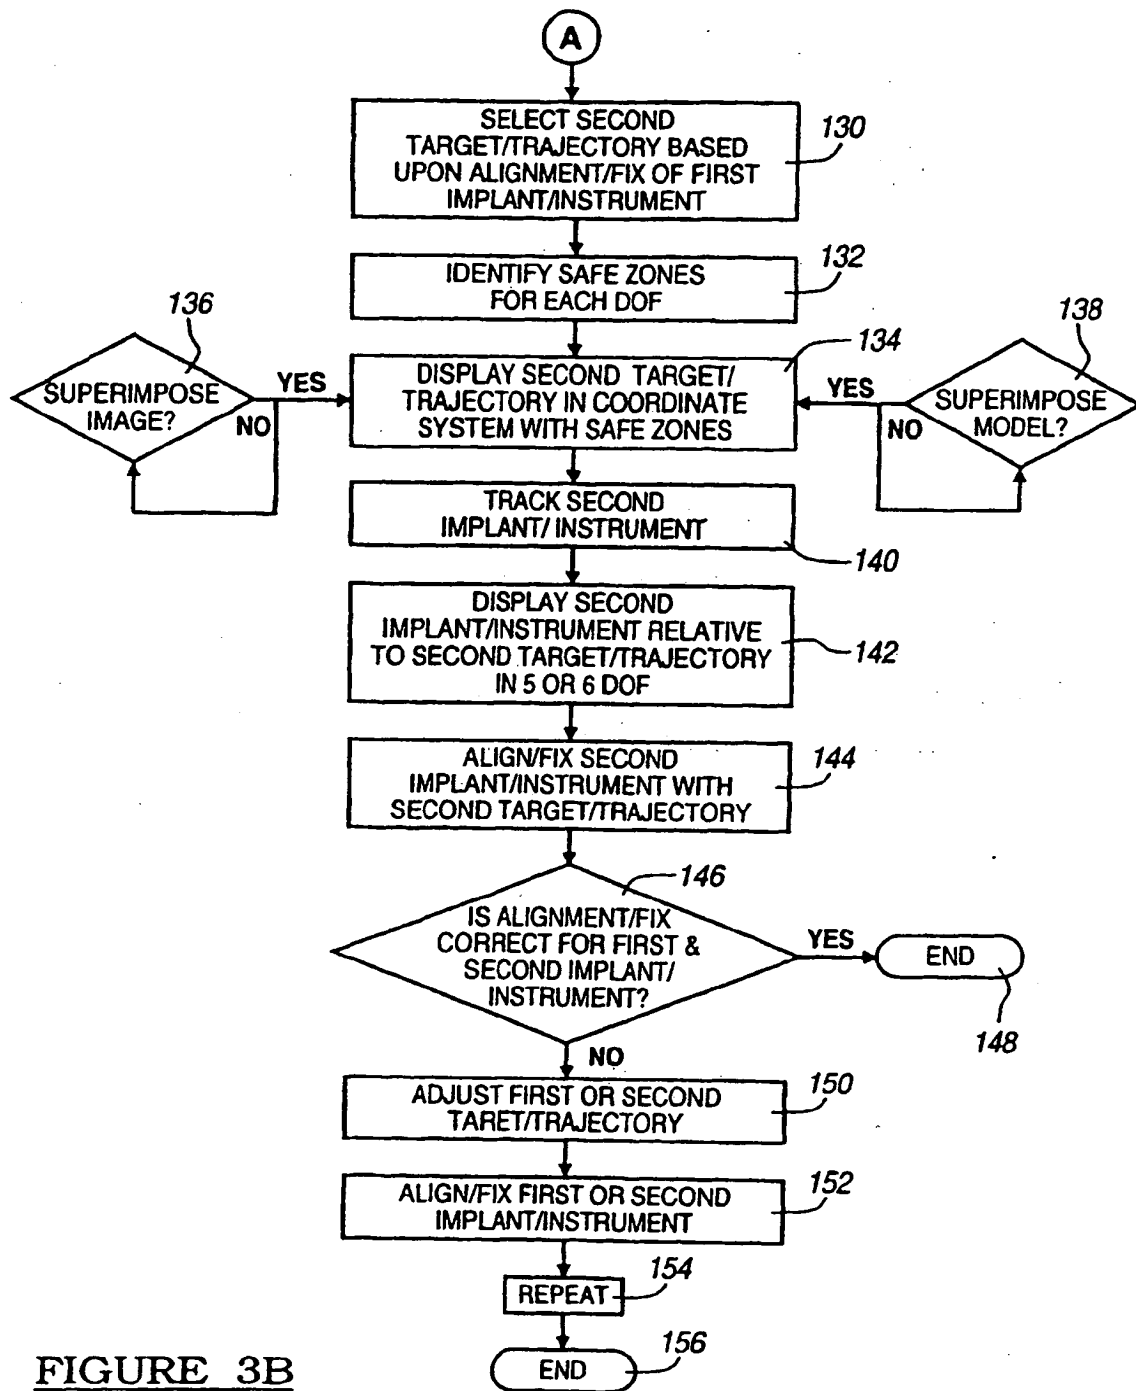 A
SELECT SECOND
TARGET/TRAJECTORY BASED
UPON ALIGNMENT/FIX OF FIRST
IMPLANT/INSTRUMENT
130
IDENTIFY SAFE ZONES
FOR EACH DOF
132
136
SUPERIMPOSE
IMAGE?
YES
NO
DISPLAY SECOND TARGET/
TRAJECTORY IN COORDINATE
SYSTEM WITH SAFE ZONES
134
138
YES
NO
SUPERIMPOSE
MODEL?
TRACK SECOND
IMPLANT/ INSTRUMENT
140
DISPLAY SECOND
IMPLANT/INSTRUMENT RELATIVE
TO SECOND TARGET/TRAJECTORY
IN 5 OR 6 DOF
142
ALIGN/FIX SECOND
IMPLANT/INSTRUMENT WITH
SECOND TARGET/TRAJECTORY
144
146
IS ALIGNMENT/FIX
CORRECT FOR FIRST &
SECOND IMPLANT/
INSTRUMENT?
YES
END
148
NO
ADJUST FIRST OR SECOND
TARET/TRAJECTORY
150
ALIGN/FIX FIRST OR SECOND
IMPLANT/INSTRUMENT
152
REPEAT
154
END
156
FIGURE 3B